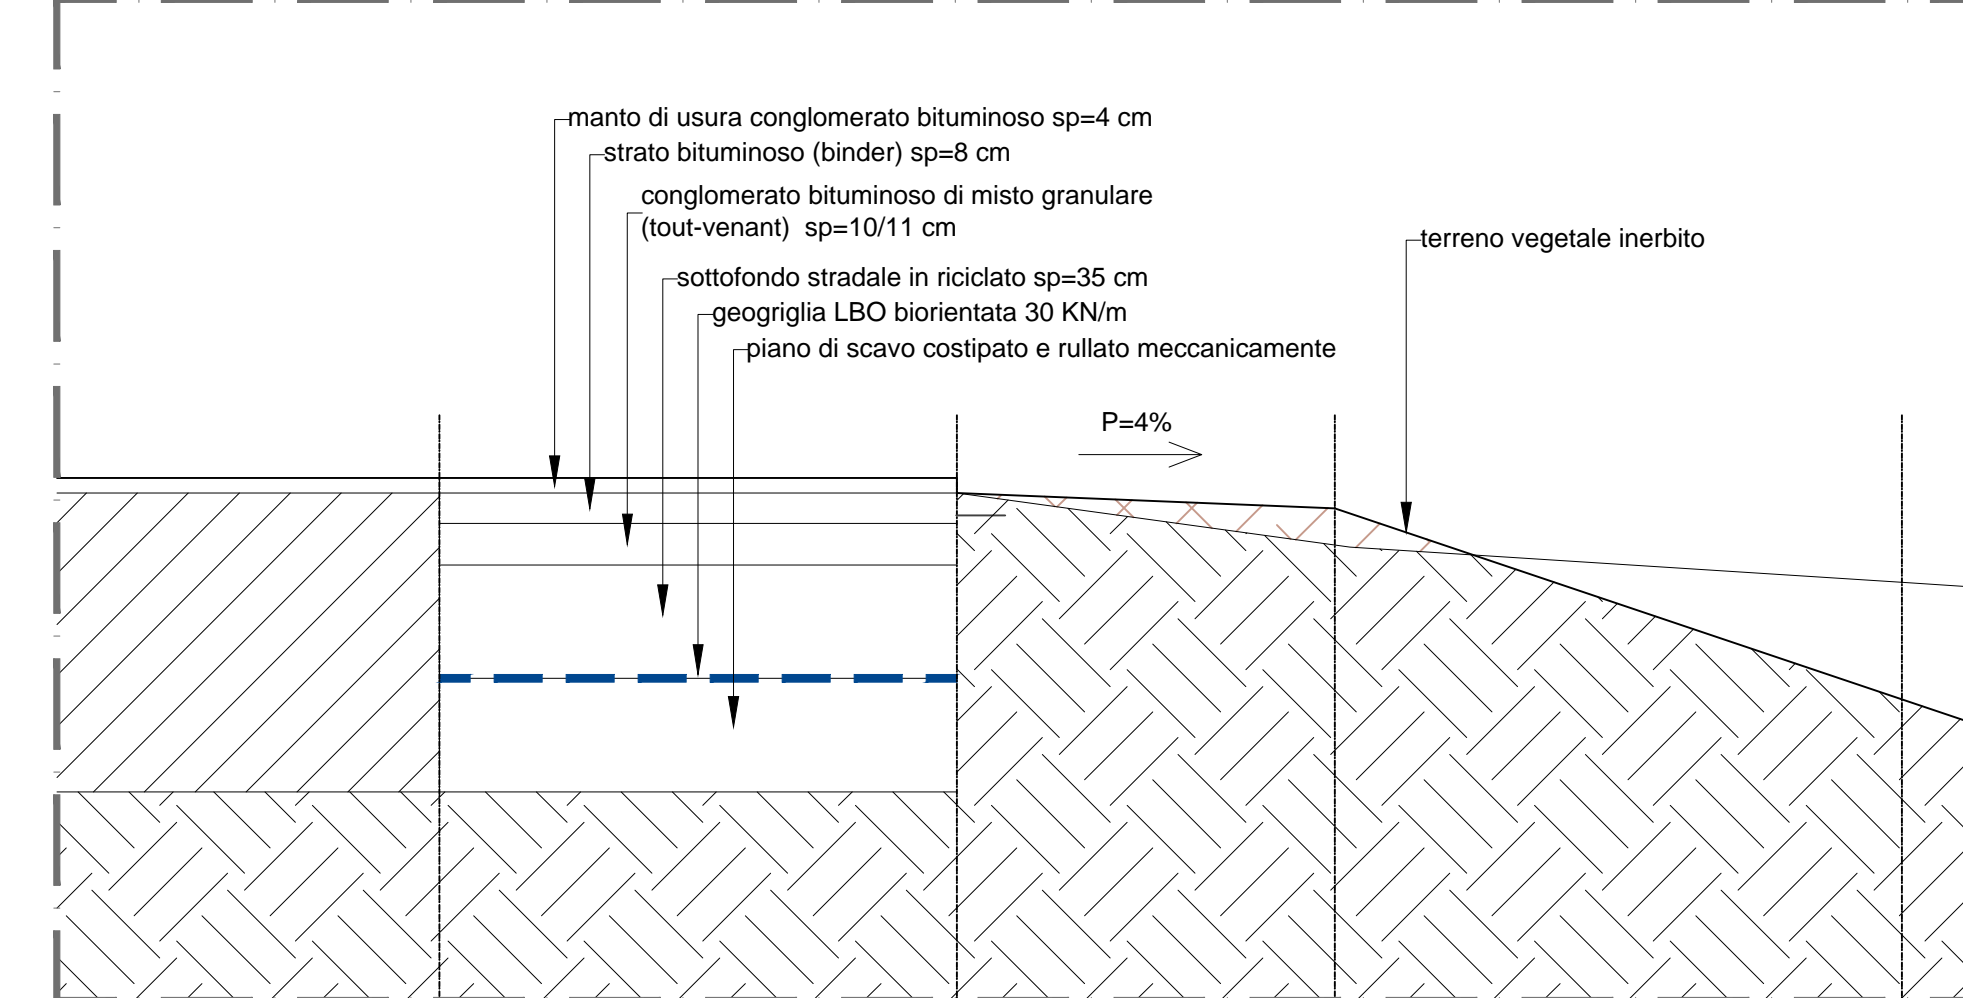 manto di usura conglomerato bituminoso sp=4 cm
strato bituminoso (binder) sp=8 cm
conglomerato bituminoso di misto granulare
(tout-venant)  sp=10/11 cm
terreno vegetale inerbito
sottofondo stradale in riciclato sp=35 cm
geogriglia LBO biorientata 30 KN/m
piano di scavo costipato e rullato meccanicamente
P=4%